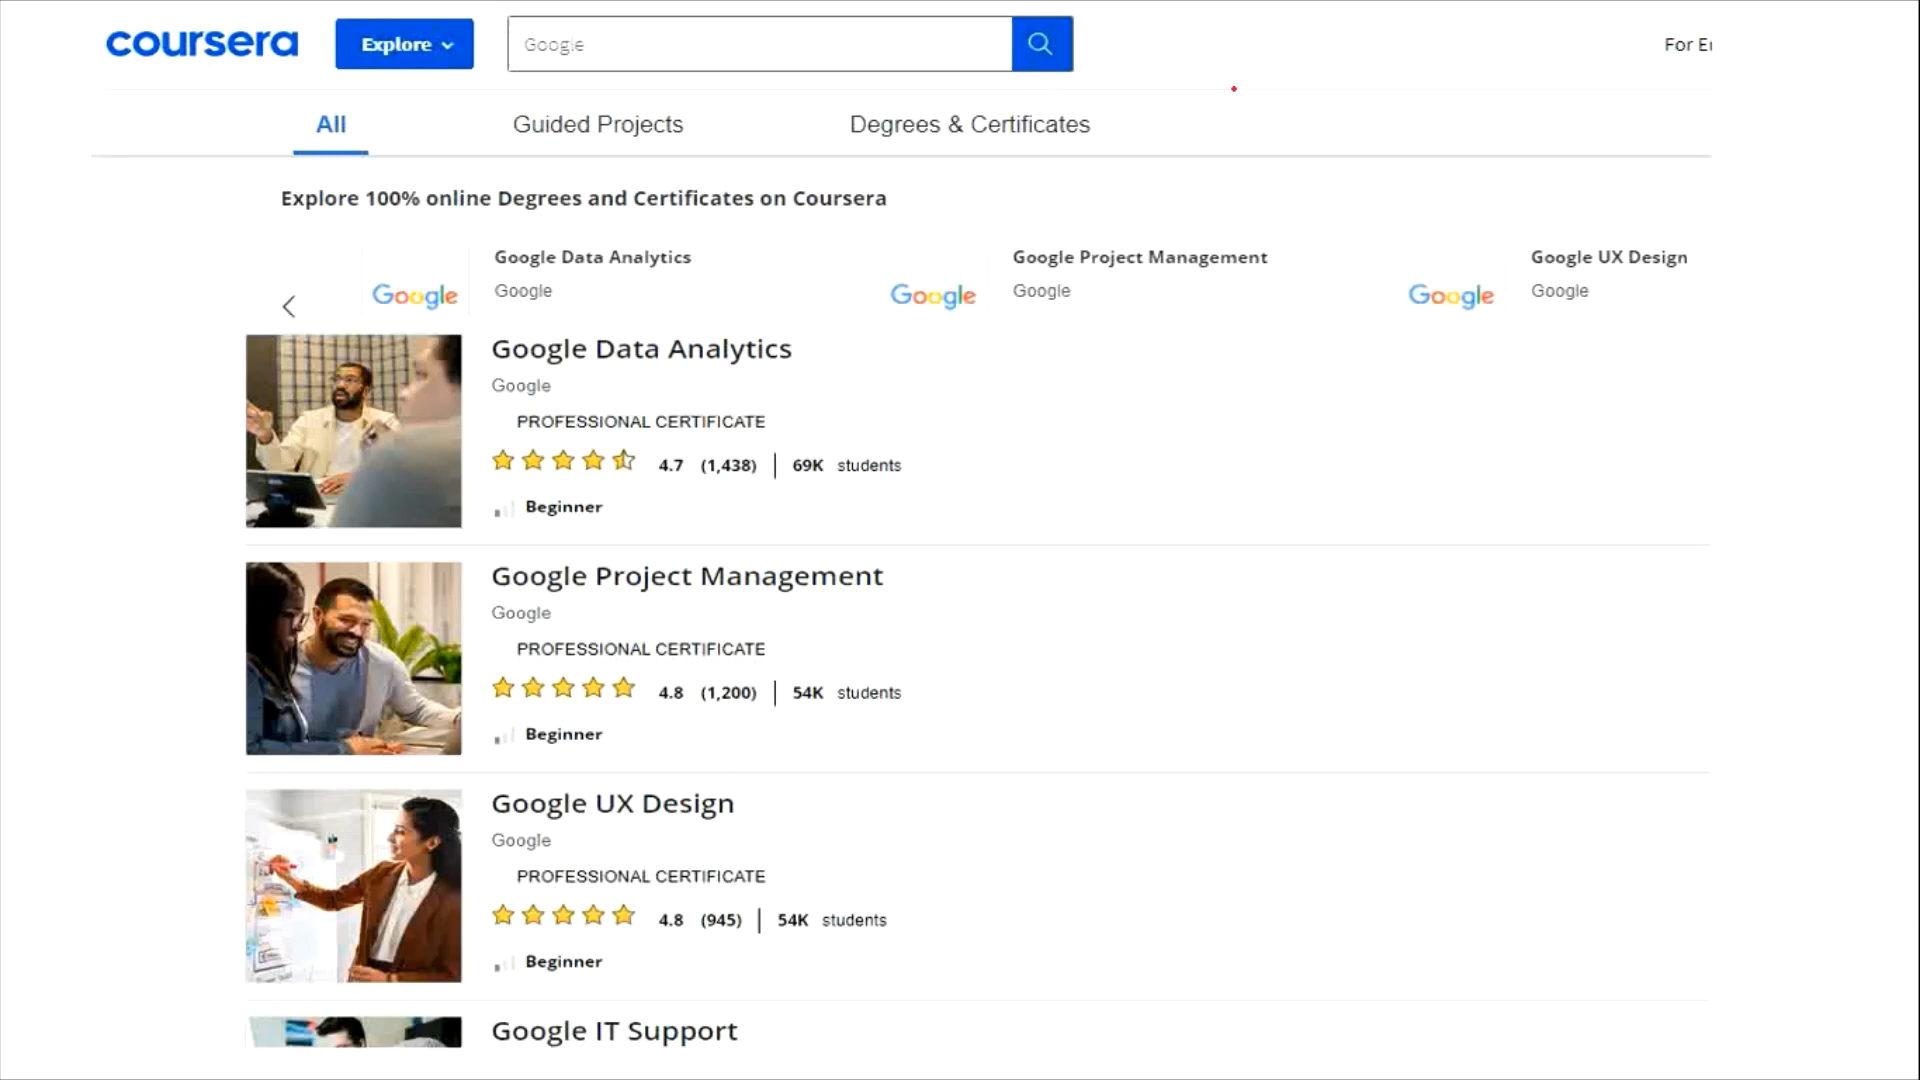 coursera
Explore
Google
For
All
Guided Projects
Degrees & Certificates
Explore 100% online Degrees and Certificates on Coursera
Google
Google Data Analytics
Google
Google
Google Project Management
Google
Google
Google UX Design
Google
Google Data Analytics
Google
PROFESSIONAL CERTIFICATE
4.7 (1,438) | 69K students
Beginner
Google Project Management
Google
PROFESSIONAL CERTIFICATE
4.8 (1,200) | 54K students
Beginner
Google UX Design
Google
PROFESSIONAL CERTIFICATE
4.8 (945) | 54K students
Beginner
Google IT Support